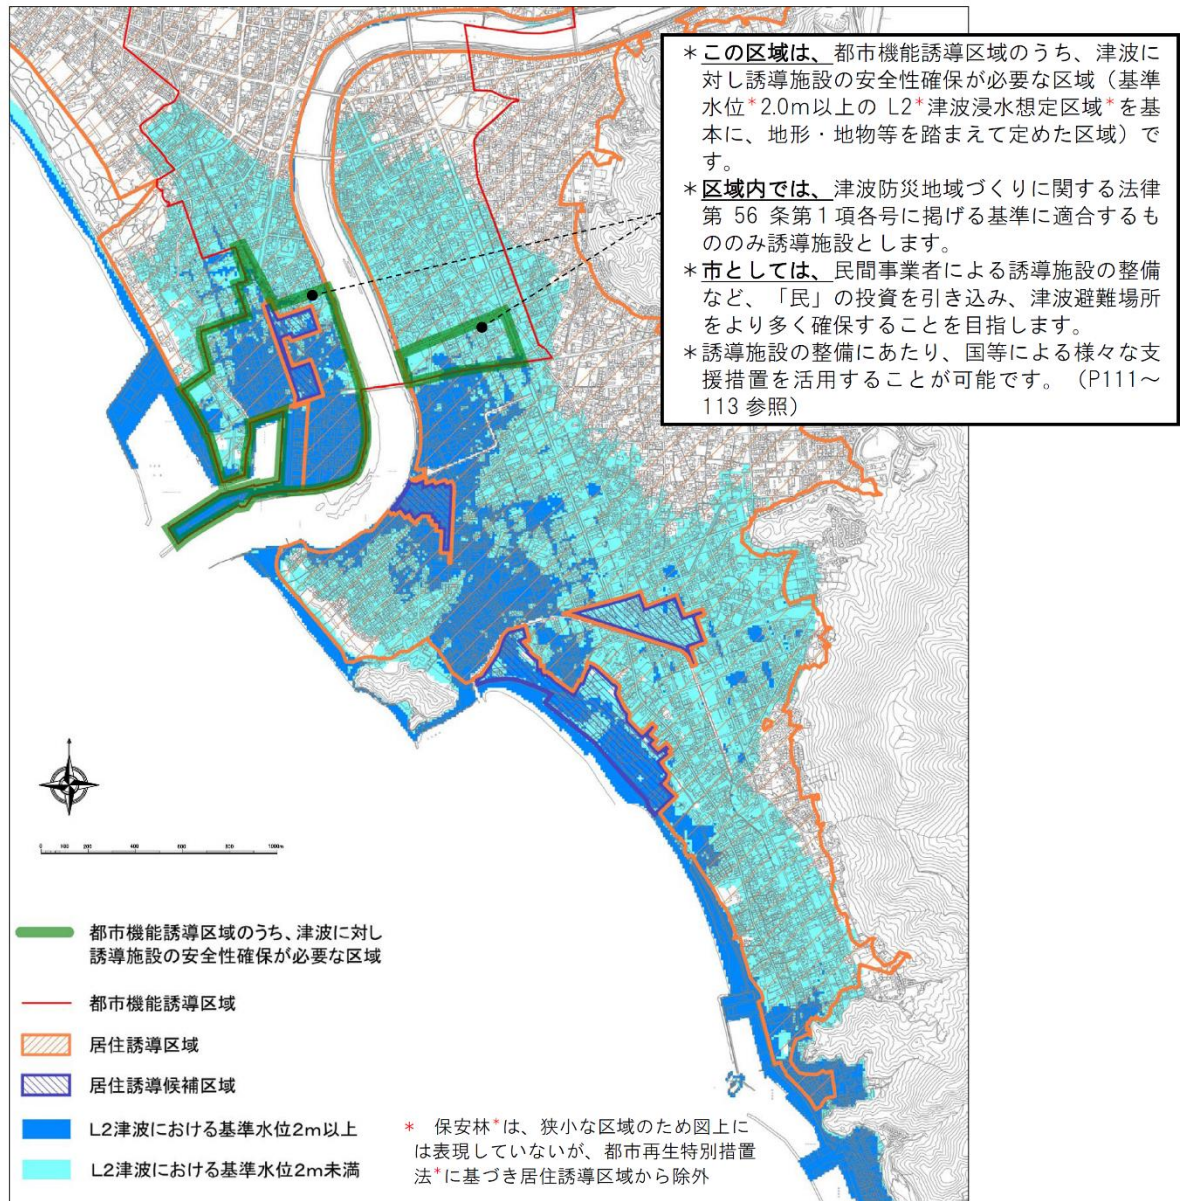 ＊この区域は、都市機能誘導区域のうち、津波に
対し誘導施設の安全性確保が必要な区域（基準
水位*2.0m以上の L2*津波浸水想定区域*を基
本に、地形・地物等を踏まえて定めた区域）で
す。
＊区域内では、津波防災地域づくりに関する法律
第 56 条第１項各号に掲げる基準に適合するも
ののみ誘導施設とします。
＊市としては、民間事業者による誘導施設の整備
など、「民」の投資を引き込み、津波避難場所
をより多く確保することを目指します。
＊誘導施設の整備にあたり、国等による様々な支
援措置を活用することが可能です。（P111～
113 参照）
0 100 200 400 600 800 1000m
都市機能誘導区域のうち、津波に対し
誘導施設の安全性確保が必要な区域
都市機能誘導区域
居住誘導区域
居住誘導候補区域
L2津波における基準水位2m以上
L2津波における基準水位2m未満
＊ 保安林*は、狭小な区域のため図上に
は表現していないが、都市再生特別措置
法*に基づき居住誘導区域から除外